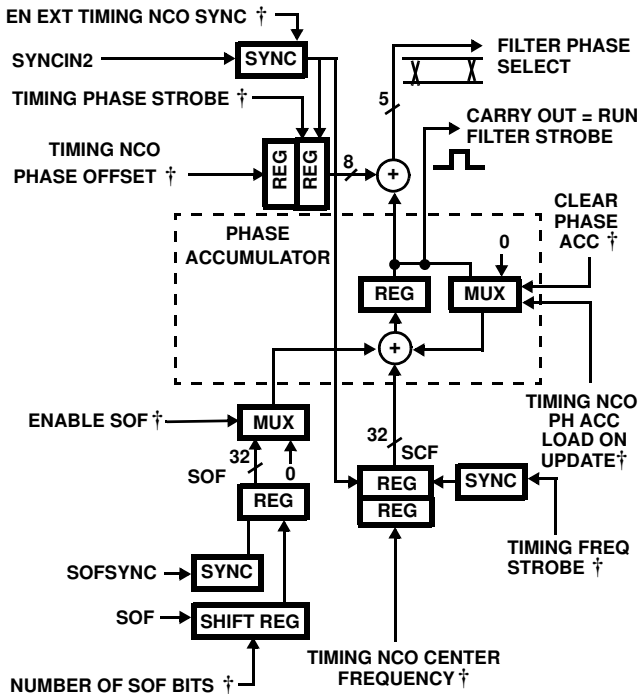 EN EXT TIMING NCO SYNC †
SYNCIN2
SYNC
FILTER PHASE
SELECT
TIMING PHASE STROBE †
5
CARRY OUT = RUN
FILTER STROBE
TIMING NCO
PHASE OFFSET †
REG
REG
8
+
CLEAR
PHASE
ACC †
PHASE
ACCUMULATOR
0
REG
MUX
+
TIMING NCO
PH ACC
LOAD ON
UPDATE†
ENABLE SOF †
MUX
32
SOF
0
32
SCF
REG
REG
REG
SYNC
TIMING FREQ
STROBE †
SOFSYNC
SYNC
SOF
SHIFT REG
TIMING NCO CENTER
FREQUENCY †
NUMBER OF SOF BITS †